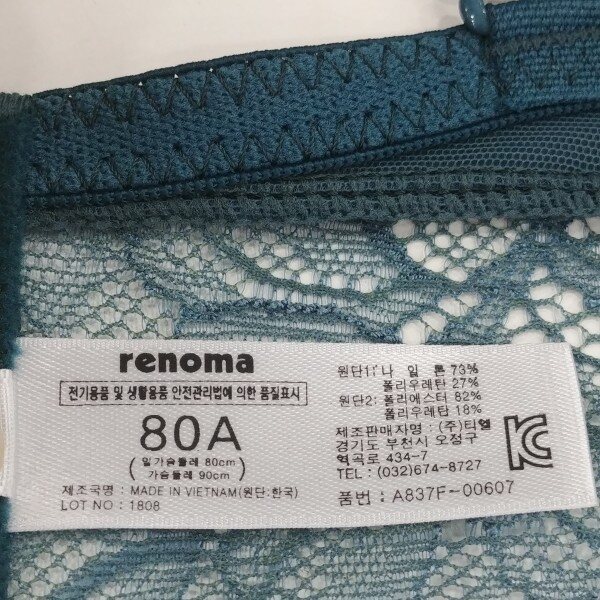 renoma
전기용품 및 생활용품 안전관리법에 의한 품질표시
80A
(밑가슴둘레 80cm
가슴둘레 90cm)
제조국명 : MADE IN VIETNAM(원단:한국)
LOT NO : 1808
원단1: 나 일 론 73%
폴리우레탄 27%
원단2: 폴리에스터 82%
폴리우레탄 18%
제조판매자명 : (주)티엘
경기도 부천시 오정구
역곡로 434-7
TEL : (032)674-8727
품번 : A837F-00607